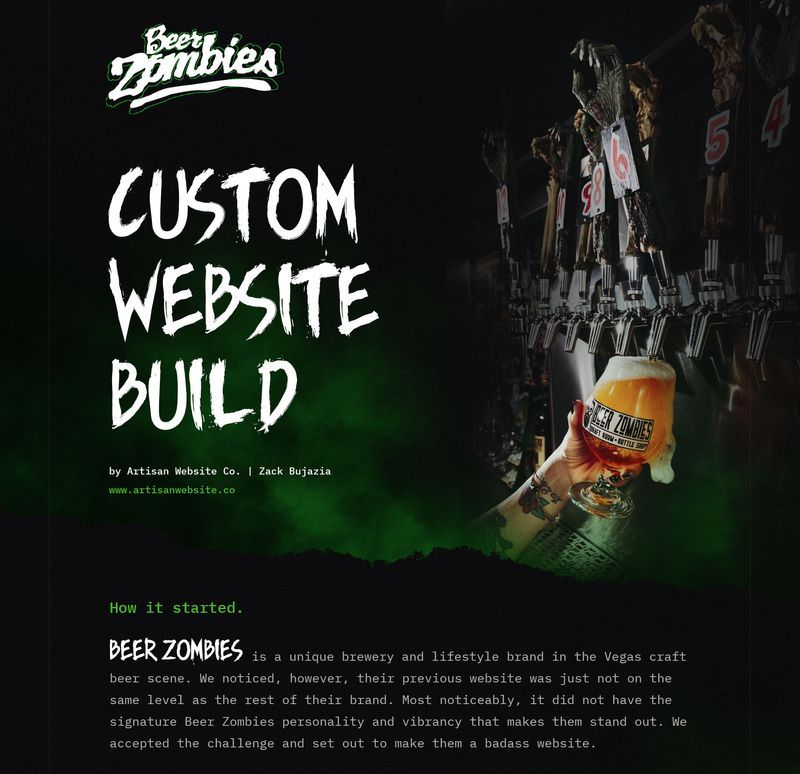 Beer
Zombies
CUSTOM
WEBSITE
BUILD
by Artisan Website Co. | Zack Bujazia
www.artisanwebsite.co
5
4
6
8
9
BEER ZOMBIES
CRAFT ROOM • BOTTLE SHOP
How it started.
BEER ZOMBIES is a unique brewery and lifestyle brand in the Vegas craft
beer scene. We noticed, however, their previous website was just not on the
same level as the rest of their brand. Most noticeably, it did not have the
signature Beer Zombies personality and vibrancy that makes them stand out. We
accepted the challenge and set out to make them a badass website.